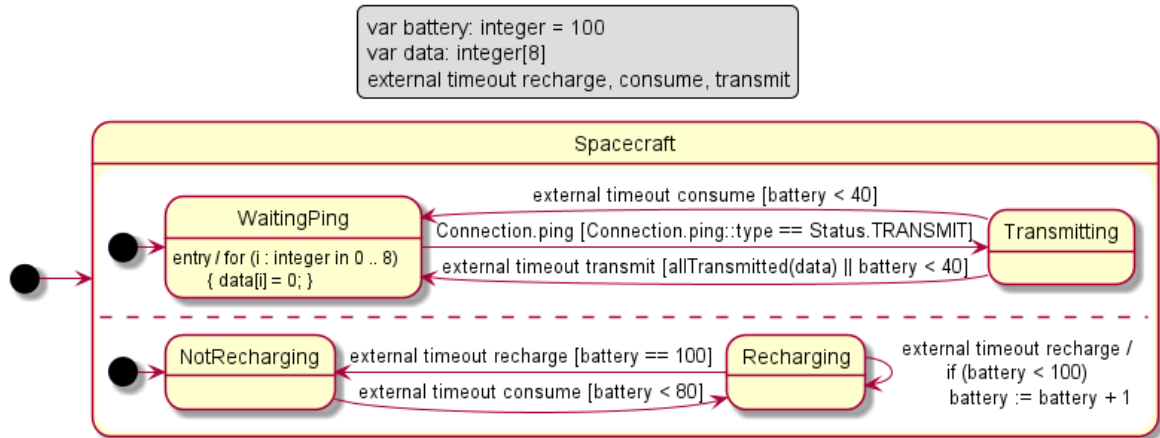 var battery: integer = 100
var data: integer[8]
external timeout recharge, consume, transmit
Spacecraft
external timeout consume [battery < 40]
WaitingPing
Connection.ping [Connection.ping::type == Status.TRANSMIT]
Transmitting
entry / for (i : integer in 0 .. 8)
{ data[i] = 0; }
external timeout transmit [allTransmitted(data) || battery < 40]
NotRecharging
external timeout recharge [battery == 100]
Recharging
external timeout recharge /
if (battery < 100)
battery := battery + 1
external timeout consume [battery < 80]